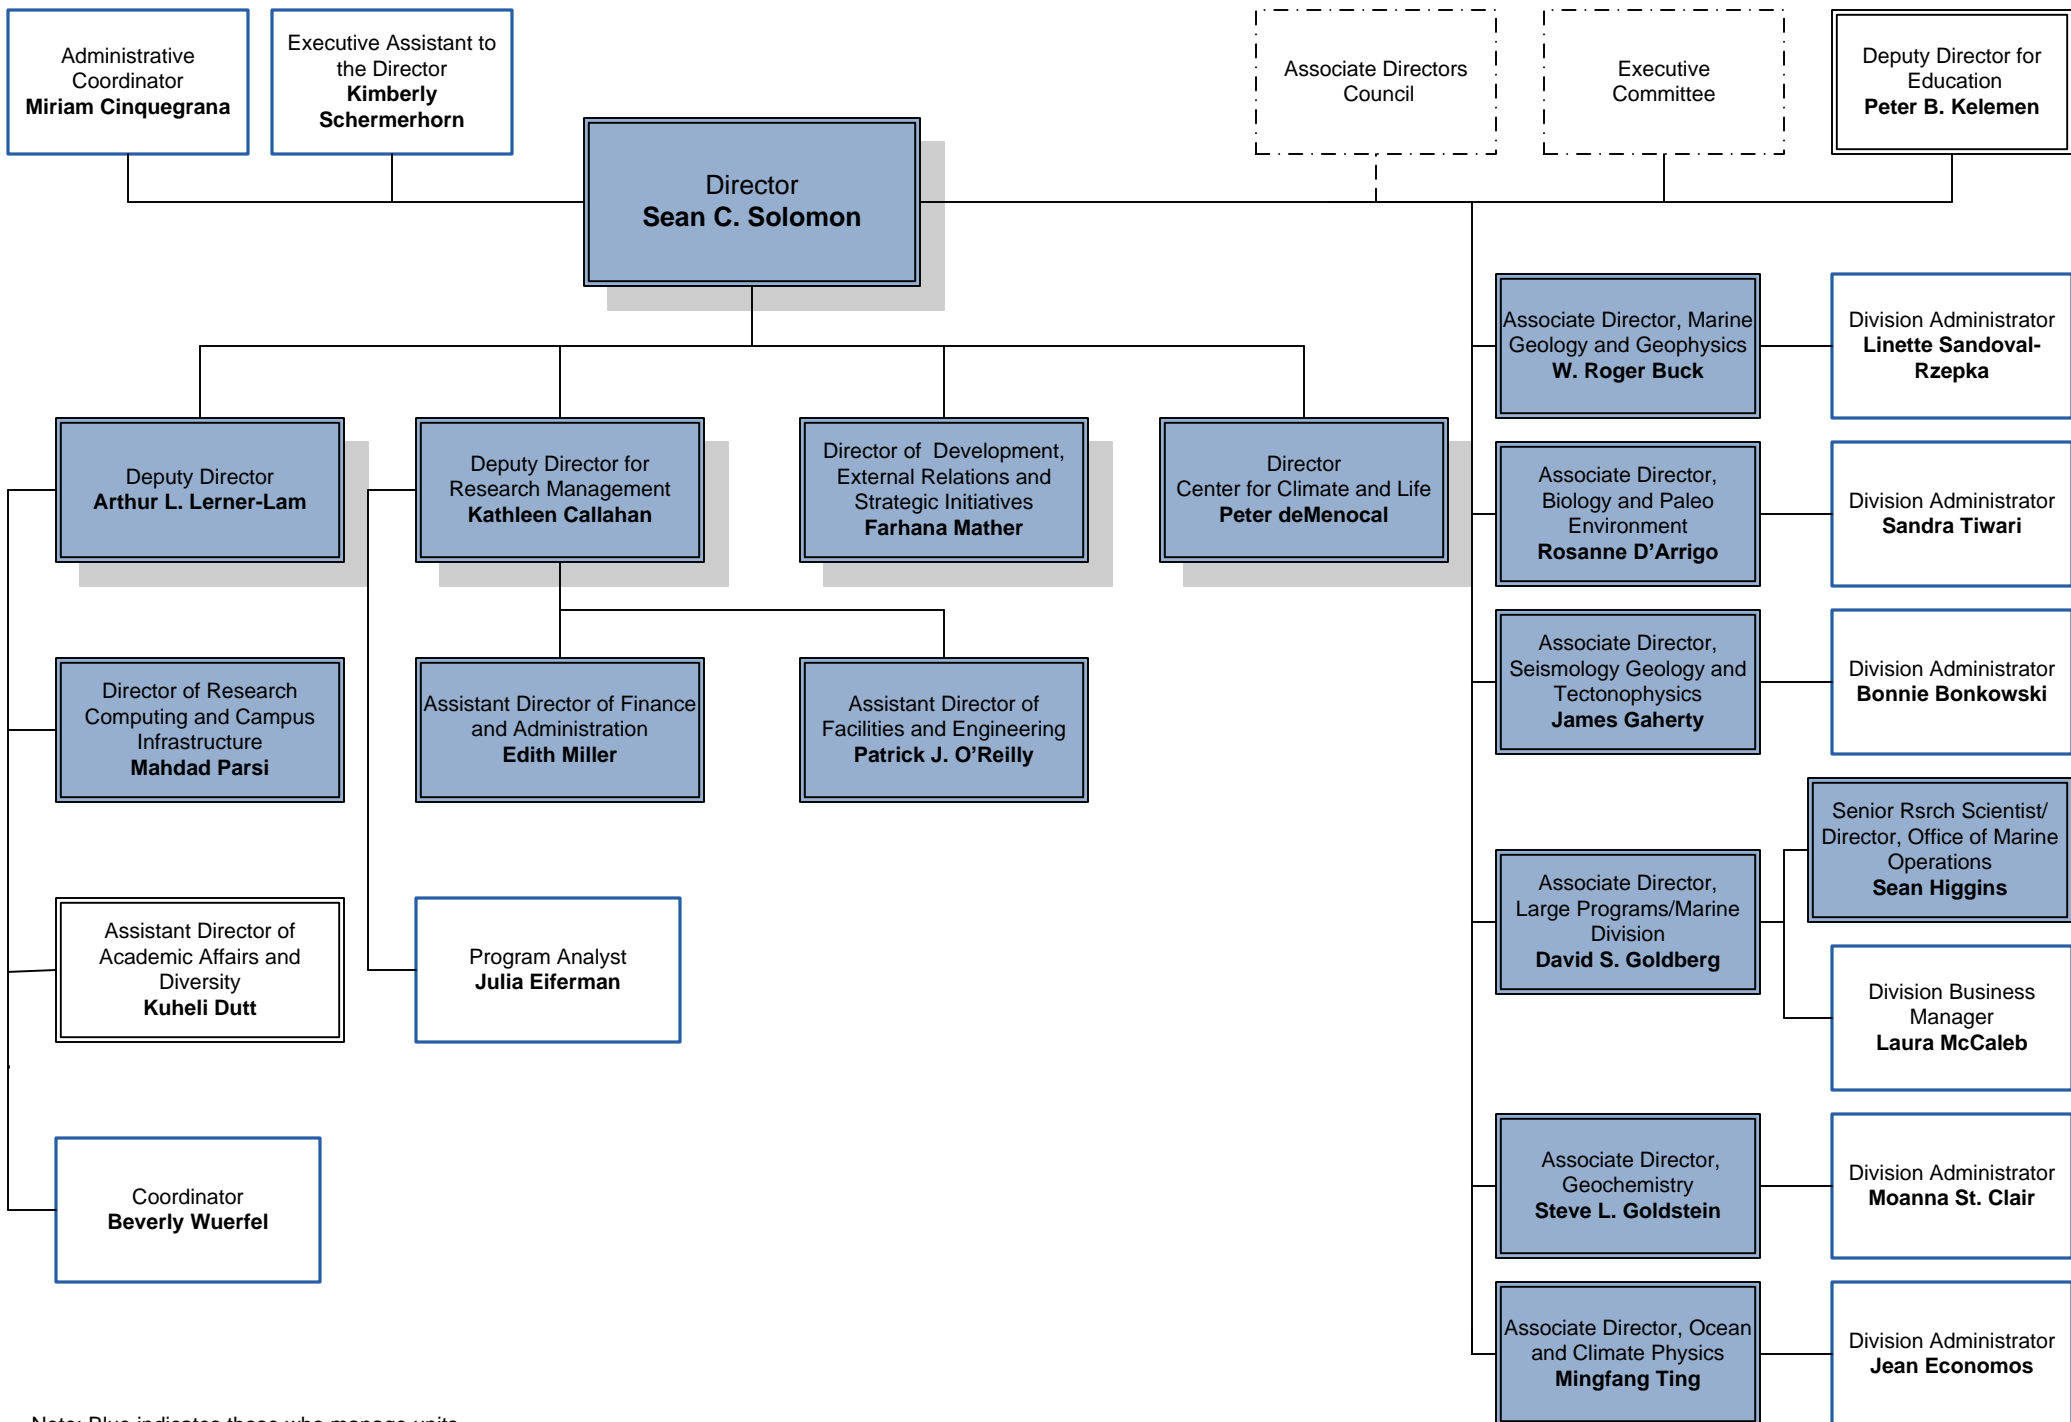 Administrative
Coordinator
Miriam Cinquegrana
Executive Assistant to
the Director
Kimberly
Schermerhorn
Associate Directors
Council
Executive
Committee
Deputy Director for
Education
Peter B. Kelemen
Director
Sean C. Solomon
Associate Director, Marine
Geology and Geophysics
W. Roger Buck
Division Administrator
Linette Sandoval-
Rzepka
Deputy Director
Arthur L. Lerner-Lam
Deputy Director for
Research Management
Kathleen Callahan
Director of  Development,
External Relations and
Strategic Initiatives
Farhana Mather
Director
Center for Climate and Life
Peter deMenocal
Associate Director,
Biology and Paleo
Environment
Rosanne D’Arrigo
Division Administrator
Sandra Tiwari
Director of Research
Computing and Campus
Infrastructure
Mahdad Parsi
Assistant Director of Finance
and Administration
Edith Miller
Assistant Director of
Facilities and Engineering
Patrick J. O’Reilly
Associate Director,
Seismology Geology and
Tectonophysics
James Gaherty
Division Administrator
Bonnie Bonkowski
Senior Rsrch Scientist/
Director, Office of Marine
Operations
Sean Higgins
Associate Director,
Large Programs/Marine
Division
David S. Goldberg
Assistant Director of
Academic Affairs and
Diversity
Kuheli Dutt
Program Analyst
Julia Eiferman
Division Business
Manager
Laura McCaleb
Coordinator
Beverly Wuerfel
Associate Director,
Geochemistry
Steve L. Goldstein
Division Administrator
Moanna St. Clair
Associate Director, Ocean
and Climate Physics
Mingfang Ting
Division Administrator
Jean Economos
Note: Blue indicates those who manage units